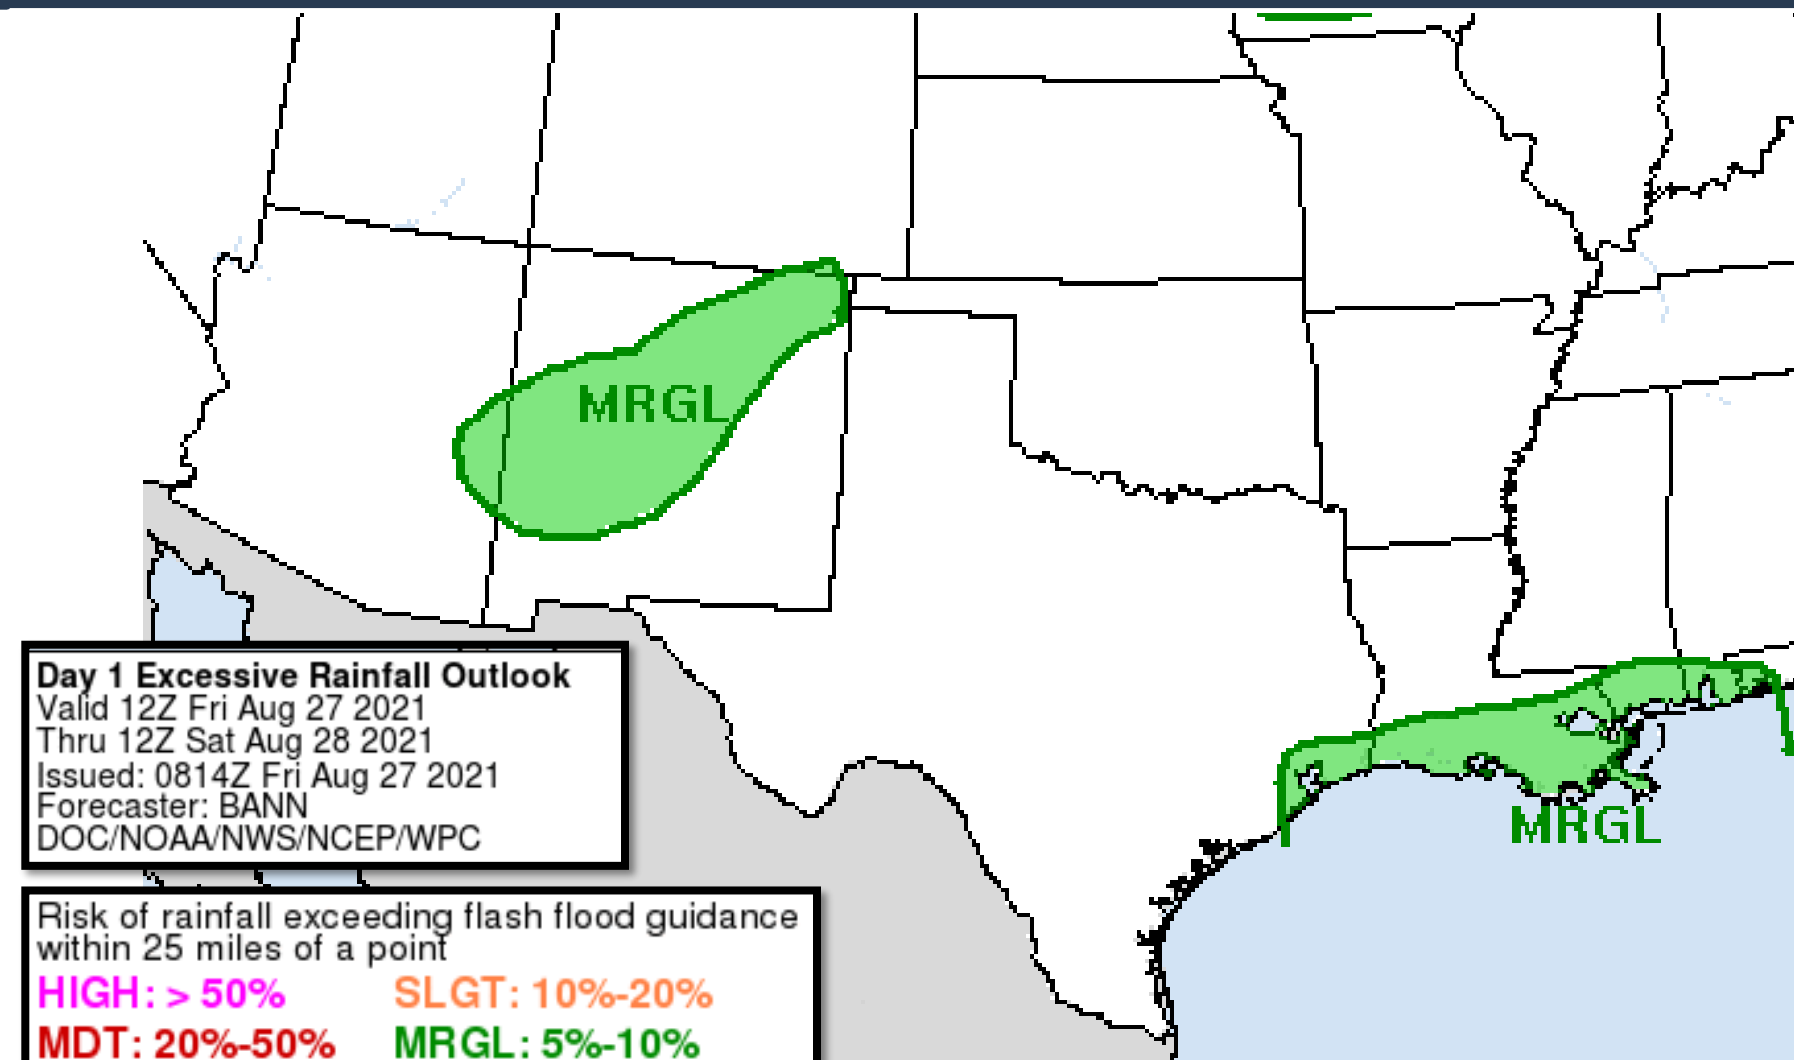 MRGL
MRGL
Day 1 Excessive Rainfall Outlook
Valid 12Z Fri Aug 27 2021
Thru 12Z Sat Aug 28 2021
Issued: 0814Z Fri Aug 27 2021
Forecaster: BANN
DOC/NOAA/NWS/NCEP/WPC
Risk of rainfall exceeding flash flood guidance
within 25 miles of a point
HIGH: > 50% SLGT: 10%-20%
MDT: 20%-50% MRGL: 5%-10%